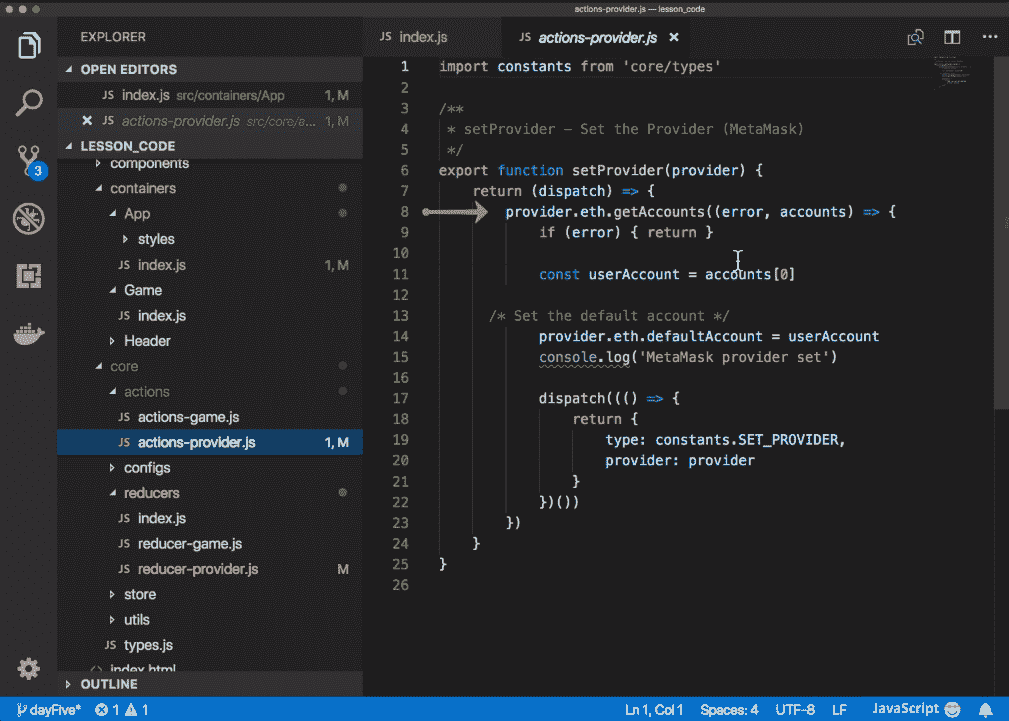 actions-provider.js — lesson_code
EXPLORER
OPEN EDITORS
JS index.js src/containers/App 1, M
JS actions-provider.js src/core/a... 1, M
LESSON_CODE
components
containers
App
styles
JS index.js 1, M
Game
JS index.js
Header
core
actions
JS actions-game.js
JS actions-provider.js 1, M
configs
reducers
JS index.js
JS reducer-game.js
JS reducer-provider.js M
store
utils
JS types.js
<> index.html
OUTLINE
3
JS index.js JS actions-provider.js
1 import constants from 'core/types'
2
3 /**
4 * setProvider – Set the Provider (MetaMask)
5 */
6 export function setProvider(provider) {
7 return (dispatch) => {
8 provider.eth.getAccounts((error, accounts) => {
9 if (error) { return }
10
11 const userAccount = accounts[0]
12
13 /* Set the default account */
14 provider.eth.defaultAccount = userAccount
15 console.log('MetaMask provider set')
16
17 dispatch((() => {
18 return {
19 type: constants.SET_PROVIDER,
20 provider: provider
21 }
22 })())
23 })
24 }
25 }
26
dayFive* 1 1 Ln 1, Col 1 Spaces: 4 UTF-8 LF JavaScript